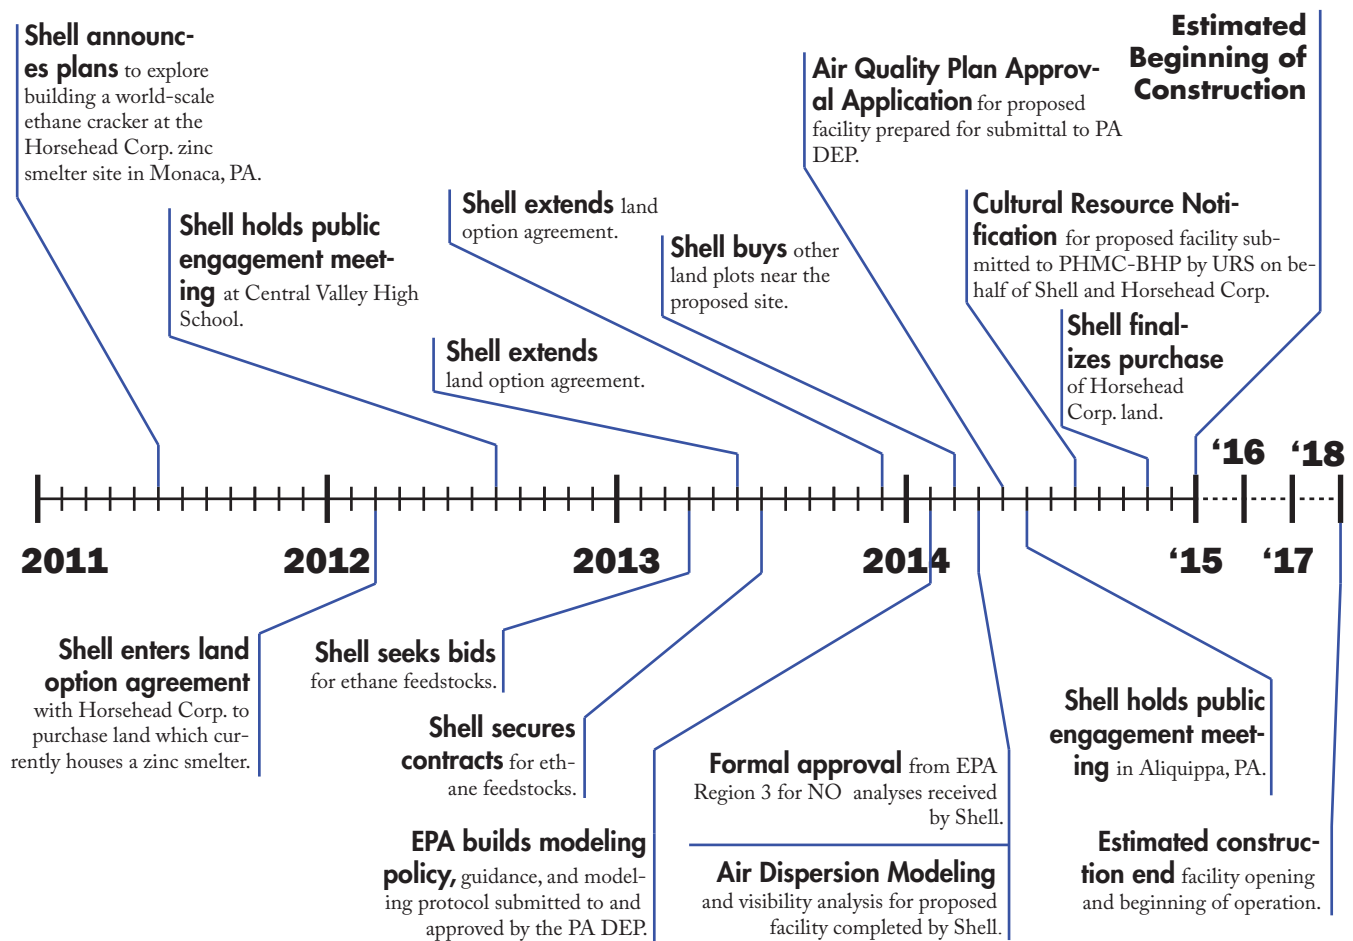 Shell announc-
es plans to explore
building a world-scale
ethane cracker at the
Horsehead Corp. zinc
smelter site in Monaca, PA.
Shell holds public
engagement meet-
ing at Central Valley High
School.
Shell extends land
option agreement.
Shell extends
land option agreement.
Shell buys other
land plots near the
proposed site.
Air Quality Plan Approv-
al Application for proposed
facility prepared for submittal to PA
DEP.
Estimated
Beginning of
Construction
Cultural Resource Noti-
fication for proposed facility sub-
mitted to PHMC-BHP by URS on be-
half of Shell and Horsehead Corp.
Shell final-
izes purchase
of Horsehead
Corp. land.
‘16 ‘18
2011 2012 2013 2014 ‘15 ‘17
Shell enters land
option agreement
with Horsehead Corp. to
purchase land which cur-
rently houses a zinc smelter.
Shell seeks bids
for ethane feedstocks.
Shell secures
contracts for eth-
ane feedstocks.
EPA builds modeling
policy, guidance, and model-
ing protocol submitted to and
approved by the PA DEP.
Formal approval from EPA
Region 3 for NO analyses received
by Shell.
Air Dispersion Modeling
and visibility analysis for proposed
facility completed by Shell.
Shell holds public
engagement meet-
ing in Aliquippa, PA.
Estimated construc-
tion end facility opening
and beginning of operation.